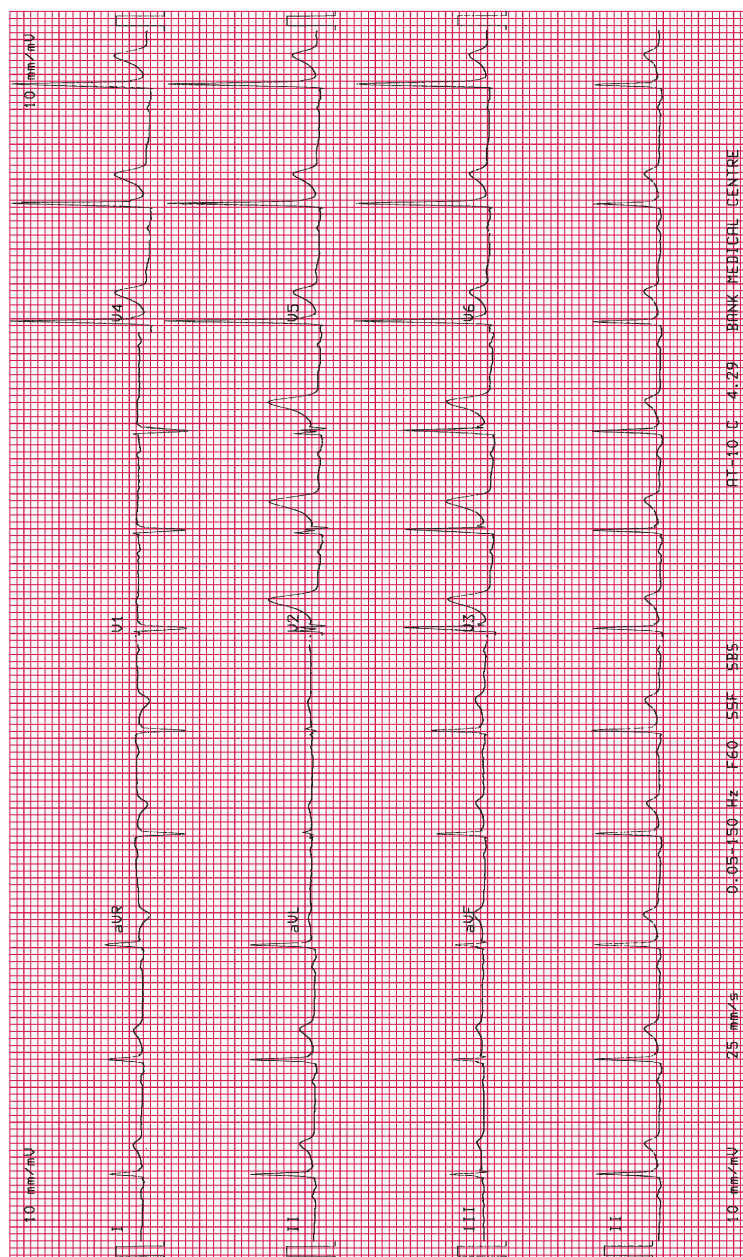 10 mm/mV 10 mm/mV
I aVR V1 V4
II aVL V2 V5
III aVF V3 V6
II
10 mm/mV 25 mm/s 0.05-150 Hz F60 SSF SBS AT-10 C 4.29 BANK MEDICAL CENTRE